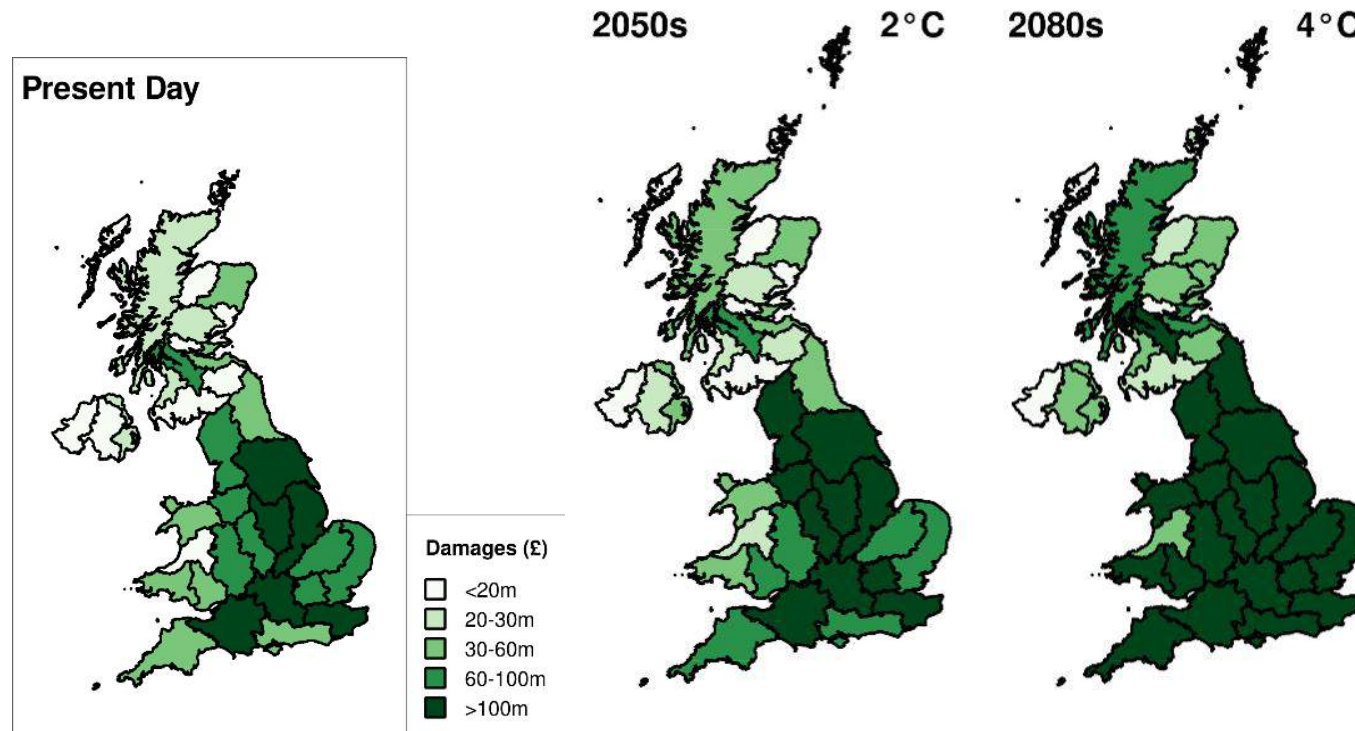 Present Day
2050s 2°C
2080s 4°C
Damages (£)
<20m
20-30m
30-60m
60-100m
>100m